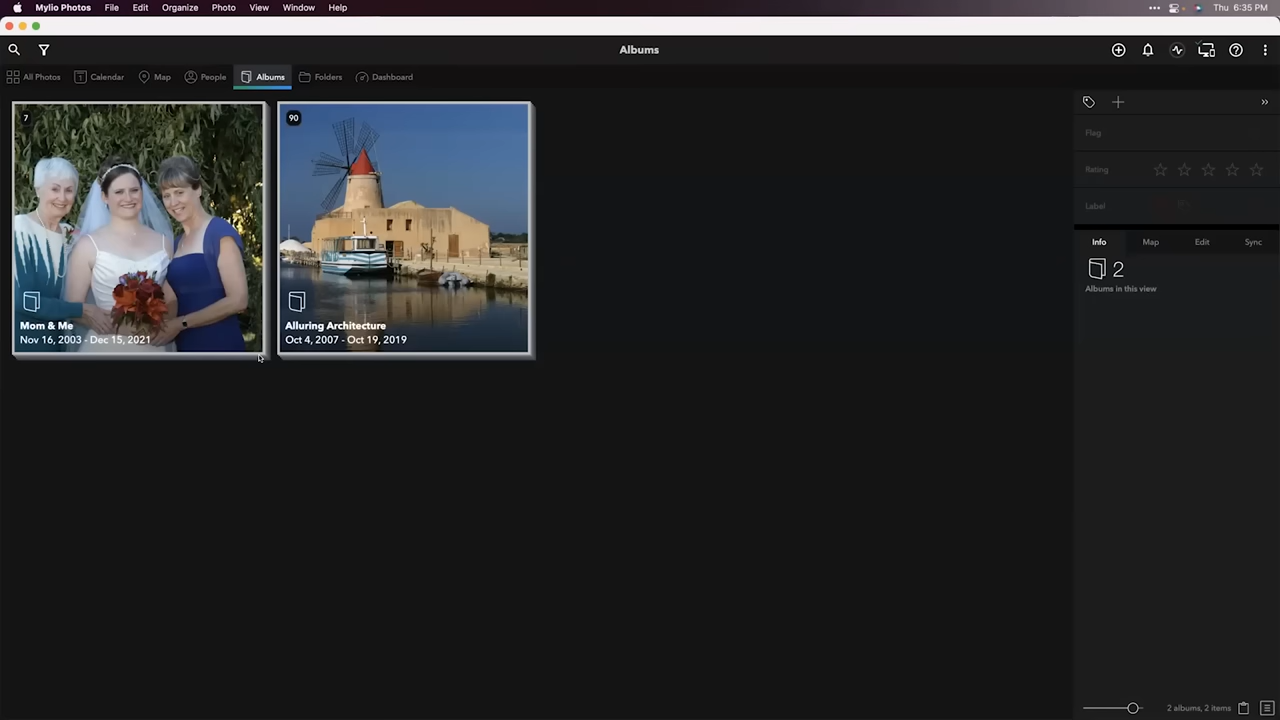 Mylio Photos File Edit Organize Photo View Window Help Thu 6:35 PM
Albums
All Photos Calendar Map People Albums Folders Dashboard
7
90
Flag
Rating
Label
Info Map Edit Sync
2
Albums in this view
Mom & Me
Nov 16, 2003 - Dec 15, 2021
Alluring Architecture
Oct 4, 2007 - Oct 19, 2019
2 albums, 2 items